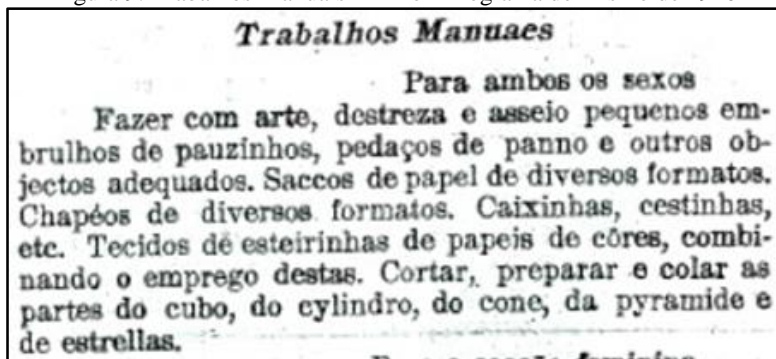 Trabalhos Manuaes
Para ambos os sexos
Fazer com arte, destreza e asseio pequenos em-
brulhos de pauzinhos, pedaços de panno e outros ob-
jectos adequados. Saccos de papel de diversos formatos.
Chapéos de diversos formatos. Caixinhas, cestinhas,
etc. Tecidos de esteirinhas de papeis de côres, combi-
nando o emprego destas. Cortar, preparar e colar as
partes do cubo, do cylindro, do cone, da pyramide e
de estrellas.